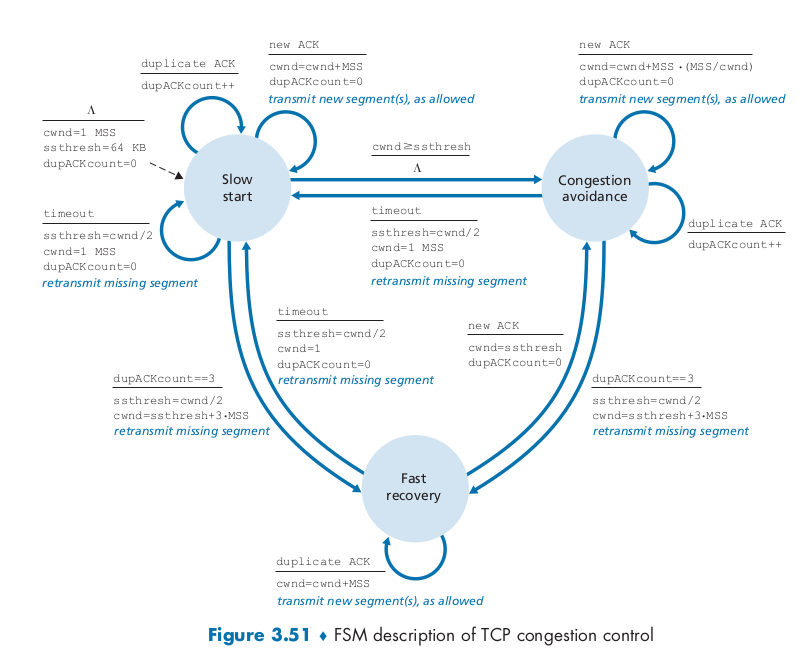 new ACK
cwnd=cwnd+MSS
dupACKcount=0
transmit new segment(s), as allowed
new ACK
cwnd=cwnd+MSS·(MSS/cwnd)
dupACKcount=0
transmit new segment(s), as allowed
duplicate ACK
dupACKcount++
Λ
cwnd=1 MSS
ssthresh=64 KB
dupACKcount=0
cwnd≥ssthresh
Λ
Slow
start
Congestion
avoidance
timeout
ssthresh=cwnd/2
cwnd=1 MSS
dupACKcount=0
retransmit missing segment
timeout
ssthresh=cwnd/2
cwnd=1 MSS
dupACKcount=0
retransmit missing segment
duplicate ACK
dupACKcount++
timeout
ssthresh=cwnd/2
cwnd=1
dupACKcount=0
retransmit missing segment
new ACK
cwnd=ssthresh
dupACKcount=0
dupACKcount==3
ssthresh=cwnd/2
cwnd=ssthresh+3·MSS
retransmit missing segment
dupACKcount==3
ssthresh=cwnd/2
cwnd=ssthresh+3·MSS
retransmit missing segment
Fast
recovery
duplicate ACK
cwnd=cwnd+MSS
transmit new segment(s), as allowed
Figure 3.51 ♦ FSM description of TCP congestion control